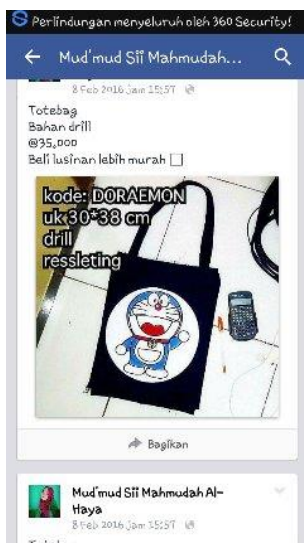 Perlindungan menyeluruh oleh 360 Security!
Mud'mud Sii Mahmudah...
8 Feb 2016 jam 15:57
Totebag
Bahan drill
@35,000
Beli lusinan lebih murah
kode: DORAEMON
uk 30*38 cm
drill
ressleting
Bagikan
Mud'mud Sii Mahmudah Al-
Haya
8 Feb 2016 jam 15:57